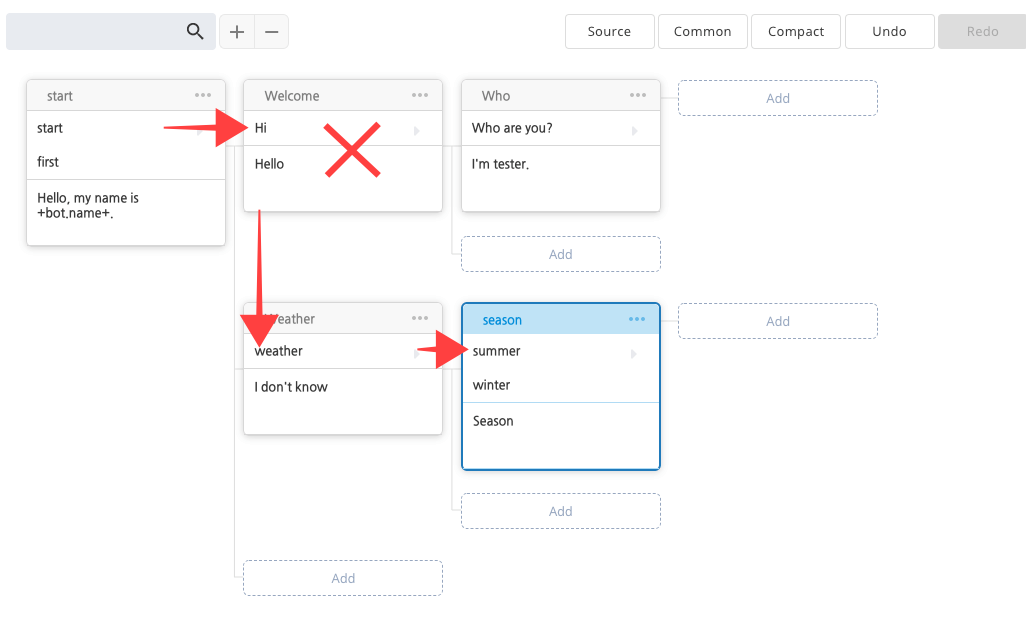 Source
Common
Compact
Undo
Redo
start
start
first
Hello, my name is
+bot.name+.
Welcome
Hi
Hello
Who
Who are you?
I'm tester.
Add
Add
Weather
weather
I don't know
season
summer
winter
Season
Add
Add
Add